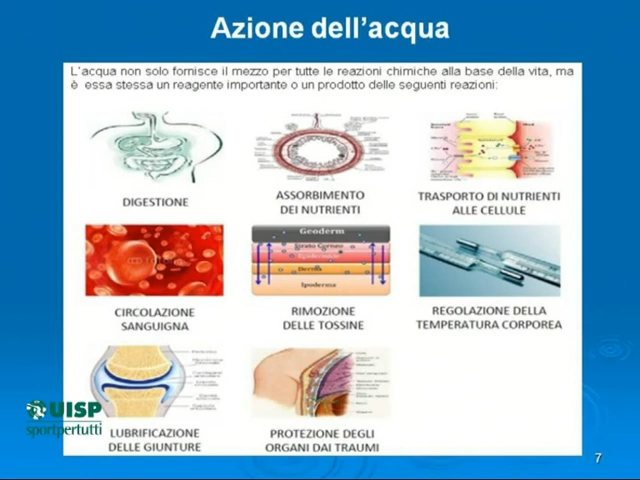 Azione dell'acqua
L'acqua non solo fornisce il mezzo per tutte le reazioni chimiche alla base della vita, ma
è essa stessa un reagente importante o un prodotto delle seguenti reazioni:
DIGESTIONE
ASSORBIMENTO
DEI NUTRIENTI
TRASPORTO DI NUTRIENTI
ALLE CELLULE
Geoderm
Corneo
Epidermide
Derma
Ipoderma
CIRCOLAZIONE
SANGUIGNA
RIMOZIONE
DELLE TOSSINE
REGOLAZIONE DELLA
TEMPERATURA CORPOREA
UISP
sportpertutti
LUBRIFICAZIONE
DELLE GIUNTURE
PROTEZIONE DEGLI
ORGANI DAI TRAUMI
7